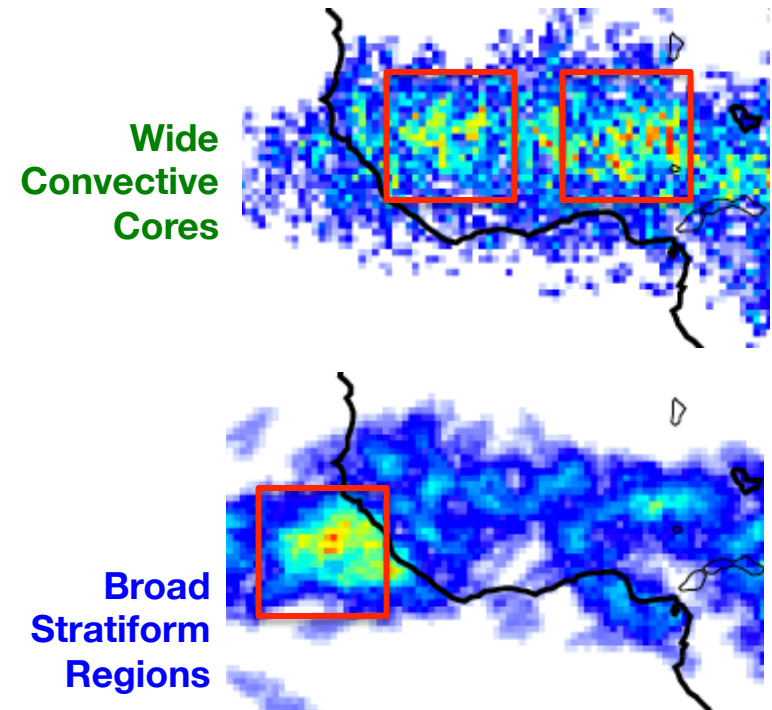 Wide
Convective
Cores
Broad
Stratiform
Regions